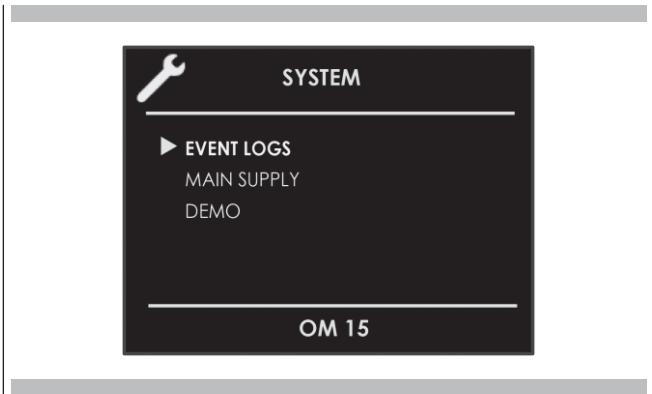 SYSTEM
EVENT LOGS
MAIN SUPPLY
DEMO
OM 15